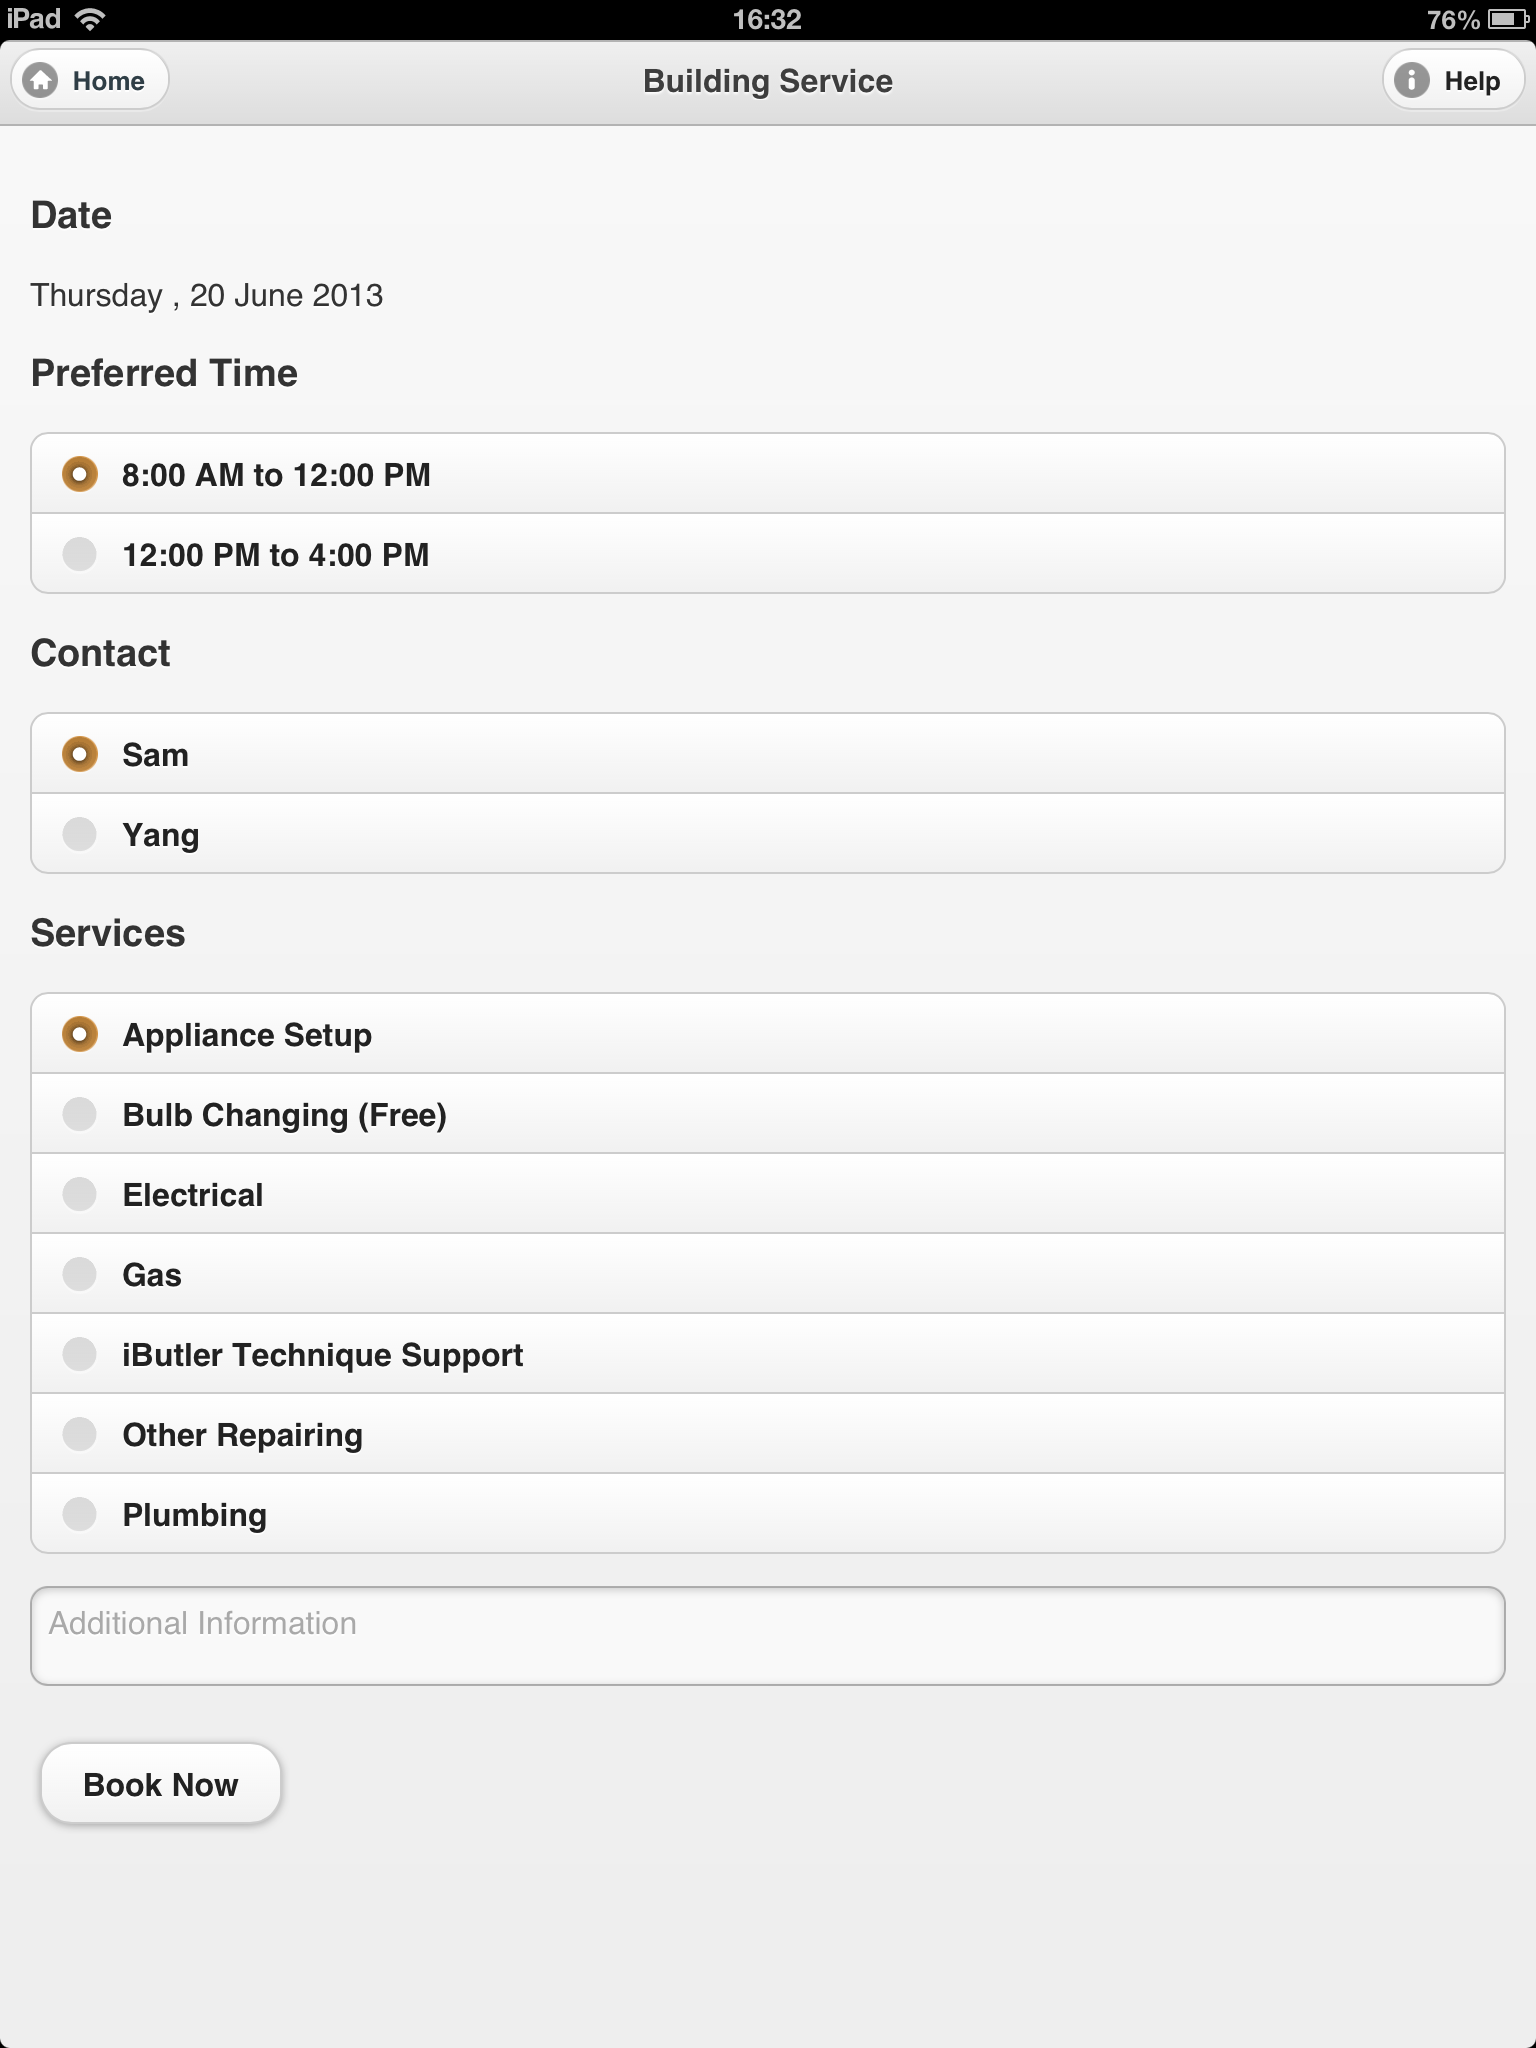 iPad 16:32 76%
Home Building Service Help
Date
Thursday , 20 June 2013
Preferred Time
8:00 AM to 12:00 PM
12:00 PM to 4:00 PM
Contact
Sam
Yang
Services
Appliance Setup
Bulb Changing (Free)
Electrical
Gas
iButler Technique Support
Other Repairing
Plumbing
Additional Information
Book Now